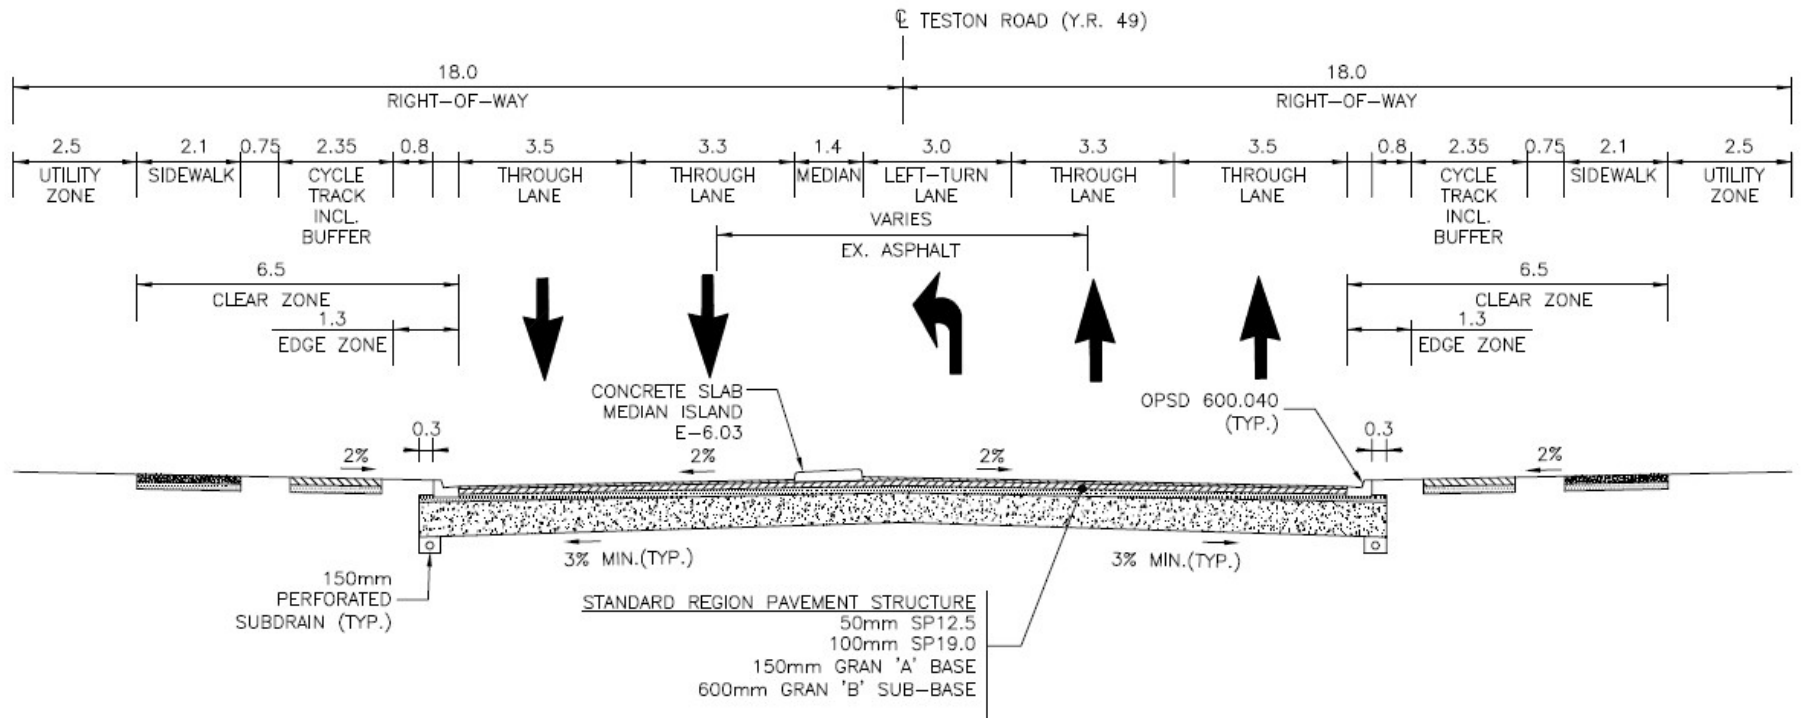 ℄ TESTON ROAD (Y.R. 49)
18.0 18.0
RIGHT-OF-WAY RIGHT-OF-WAY
2.5 2.1 0.75 2.35 0.8 3.5 3.3 1.4 3.0 3.3 3.5 0.8 2.35 0.75 2.1 2.5
UTILITY ZONE
SIDEWALK
CYCLE TRACK INCL. BUFFER
THROUGH LANE
THROUGH LANE
MEDIAN
LEFT-TURN LANE
THROUGH LANE
THROUGH LANE
CYCLE TRACK INCL. BUFFER
SIDEWALK
UTILITY ZONE
VARIES
EX. ASPHALT
6.5 6.5
CLEAR ZONE CLEAR ZONE
1.3 1.3
EDGE ZONE EDGE ZONE
CONCRETE SLAB
MEDIAN ISLAND
E-6.03
OPSD 600.040
(TYP.)
0.3 0.3
2% 2% 2% 2%
3% MIN.(TYP.) 3% MIN.(TYP.)
150mm
PERFORATED
SUBDRAIN (TYP.)
STANDARD REGION PAVEMENT STRUCTURE
50mm SP12.5
100mm SP19.0
150mm GRAN 'A' BASE
600mm GRAN 'B' SUB-BASE